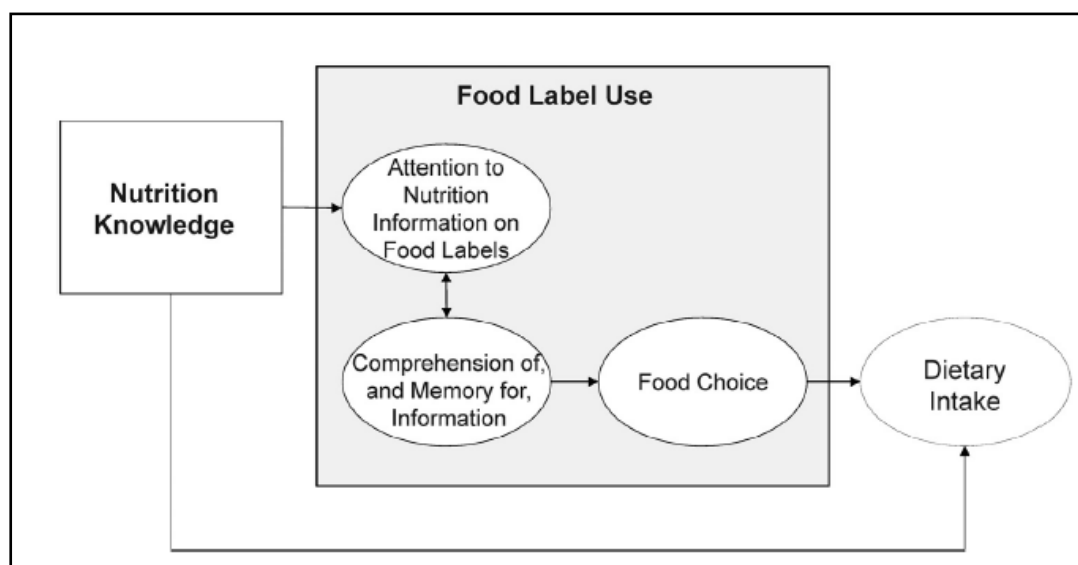 Food Label Use
Nutrition
Knowledge
Attention to
Nutrition
Information on
Food Labels
Comprehension of,
and Memory for,
Information
Food Choice
Dietary
Intake